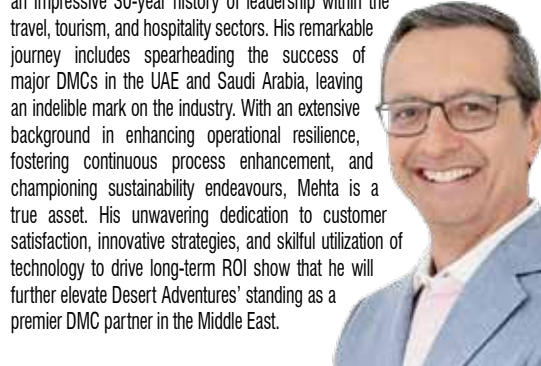 an impressive 30-year history of leadership within the
travel, tourism, and hospitality sectors. His remarkable
journey includes spearheading the success of
major DMCs in the UAE and Saudi Arabia, leaving
an indelible mark on the industry. With an extensive
background in enhancing operational resilience,
fostering continuous process enhancement, and
championing sustainability endeavours, Mehta is a
true asset. His unwavering dedication to customer
satisfaction, innovative strategies, and skilful utilization of
technology to drive long-term ROI show that he will
further elevate Desert Adventures’ standing as a
premier DMC partner in the Middle East.